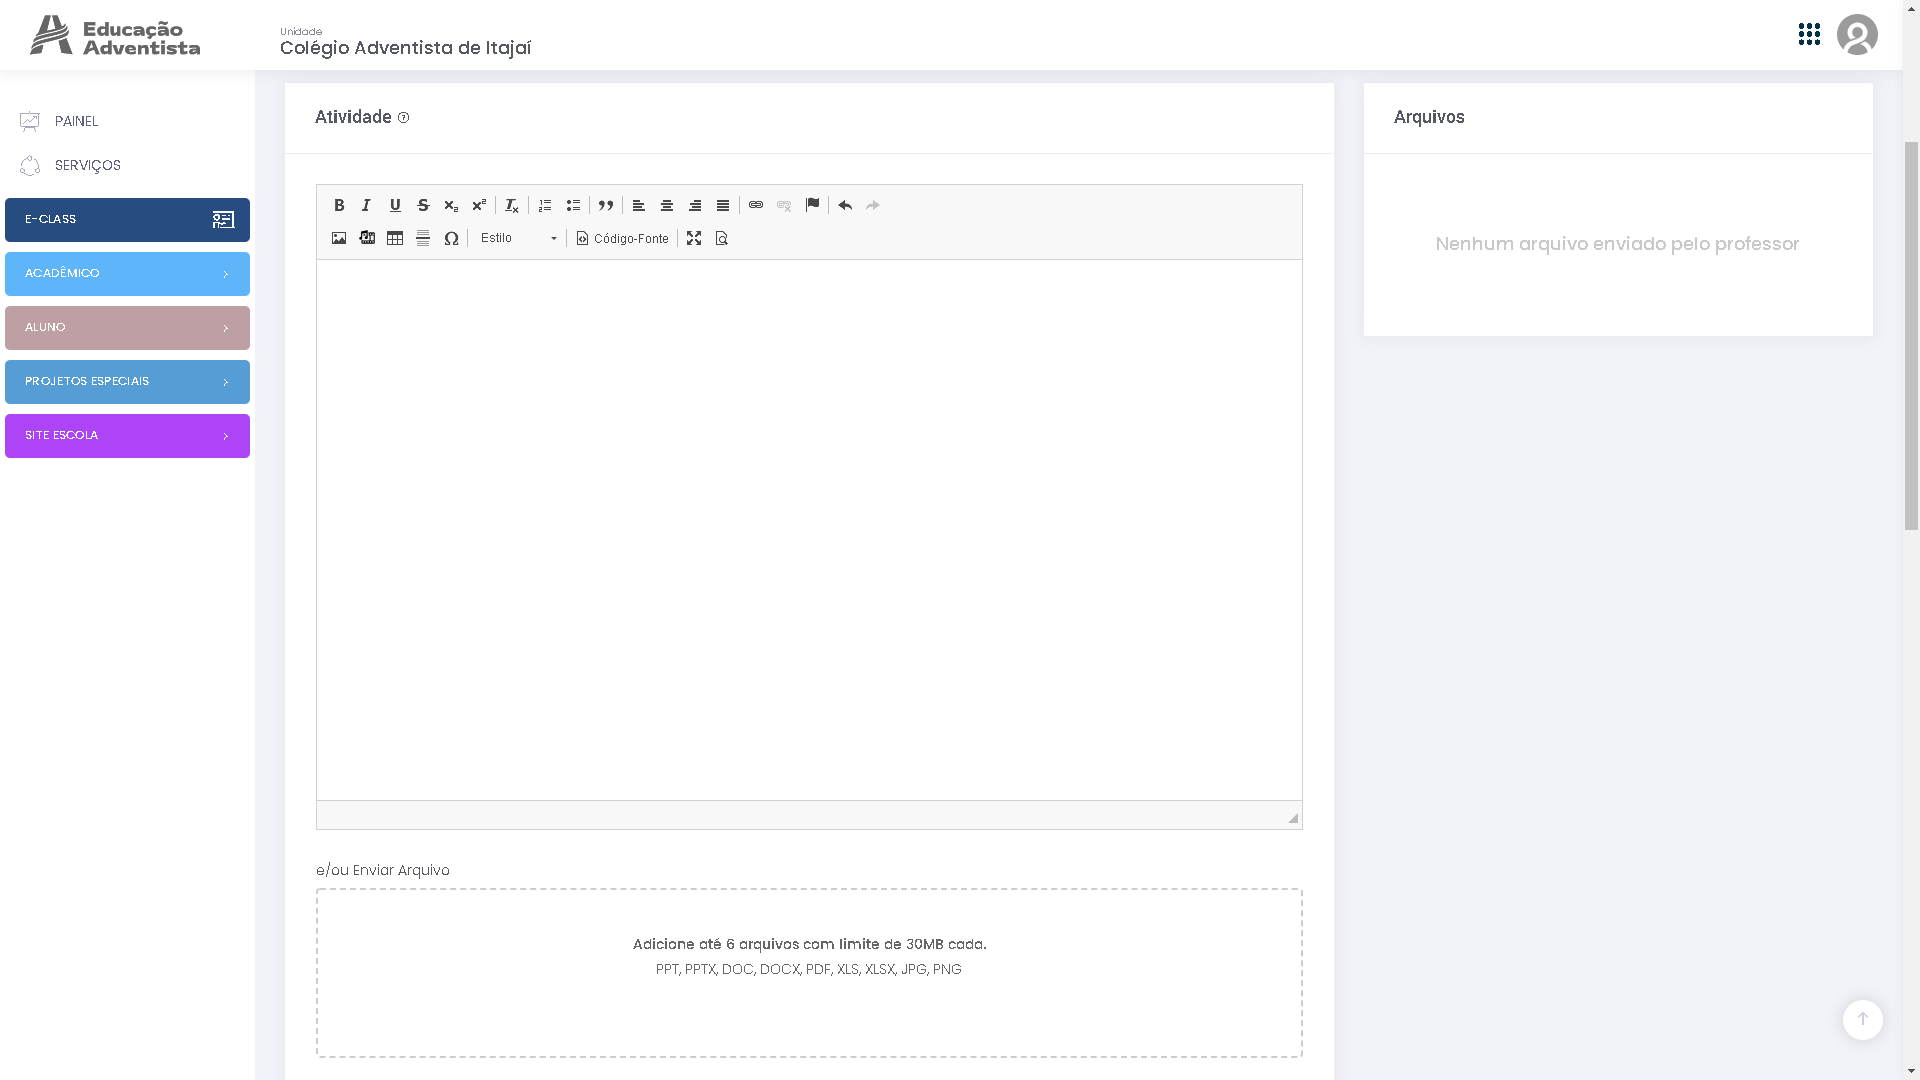 Educação
Adventista
Unidade
Colégio Adventista de Itajaí
PAINEL
SERVIÇOS
E-CLASS
ACADÊMICO
ALUNO
PROJETOS ESPECIAIS
SITE ESCOLA
Atividade
Estilo
Código-Fonte
e/ou Enviar Arquivo
Adicione até 6 arquivos com limite de 30MB cada.
PPT, PPTX, DOC, DOCX, PDF, XLS, XLSX, JPG, PNG
Arquivos
Nenhum arquivo enviado pelo professor